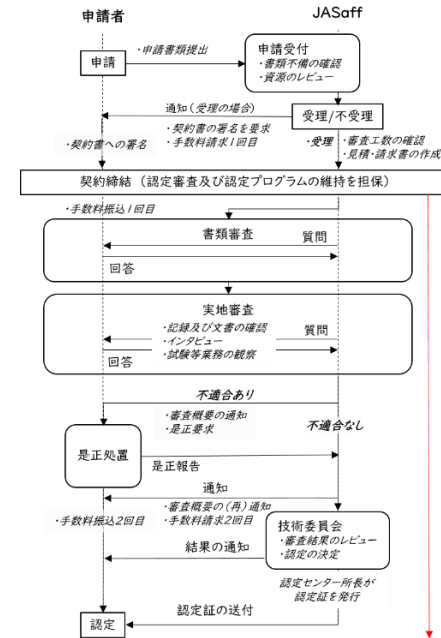 申請者
JASaff
・申請書類提出
申請
申請受付
・書類不備の確認
・資源のレビュー
通知(受理の場合)
受理/不受理
・契約書の署名を要求
・手数料請求1回目
・契約書への署名
・受理
・審査工数の確認
・見積・請求書の作成
契約締結(認定審査及び認定プログラムの維持を担保)
・手数料振込1回目
書類審査
質問
回答
実地審査
・記録及び文書の確認
・インタビュー
・試験等業務の観察
質問
回答
不適合あり
・審査概要の通知
・是正要求
不適合なし
是正処置
是正報告
通知
・審査概要の(再)通知
・手数料請求2回目
・手数料振込2回目
技術委員会
・審査結果のレビュー
・認定の決定
結果の通知
認定センター所長が
認定証を発行
認定証の送付
認定